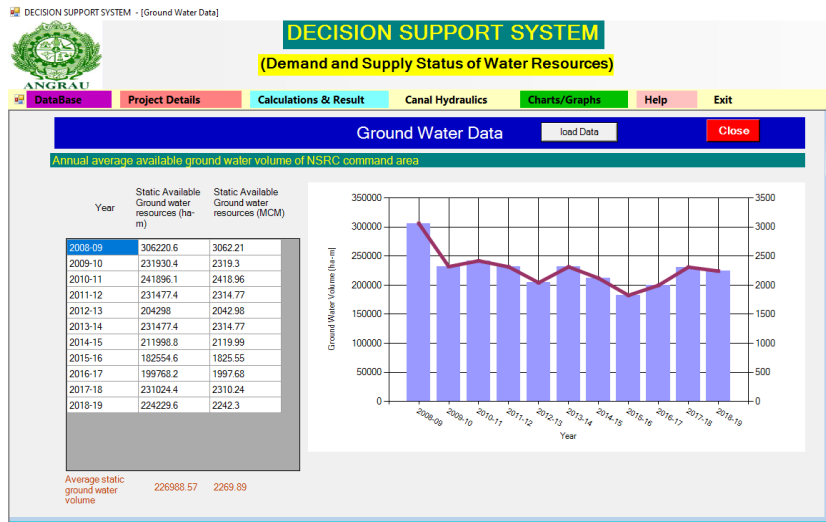 DECISION SUPPORT SYSTEM - [Ground Water Data]
DECISION SUPPORT SYSTEM
(Demand and Supply Status of Water Resources)
ANGRAU
DataBase Project Details Calculations & Result Canal Hydraulics Charts/Graphs Help Exit
Ground Water Data load Data Close
Annual average available ground water volume of NSRC command area
Year
Static Available
Ground water
resources (ha-
m)
Static Available
Ground water
resources (MCM)
2008-09 306220.6 3062.21
2009-10 231930.4 2319.3
2010-11 241896.1 2418.96
2011-12 231477.4 2314.77
2012-13 204298 2042.98
2013-14 231477.4 2314.77
2014-15 211998.8 2119.99
2015-16 182554.6 1825.55
2016-17 199768.2 1997.68
2017-18 231024.4 2310.24
2018-19 224229.6 2242.3
Average static
ground water
volume
226988.57 2269.89
Ground Water Volume (ha-m)
350000 3500
300000 3000
250000 2500
200000 2000
150000 1500
100000 1000
50000 500
0 0
2008-09 2009-10 2010-11 2011-12 2012-13 2013-14 2014-15 2015-16 2016-17 2017-18 2018-19
Year